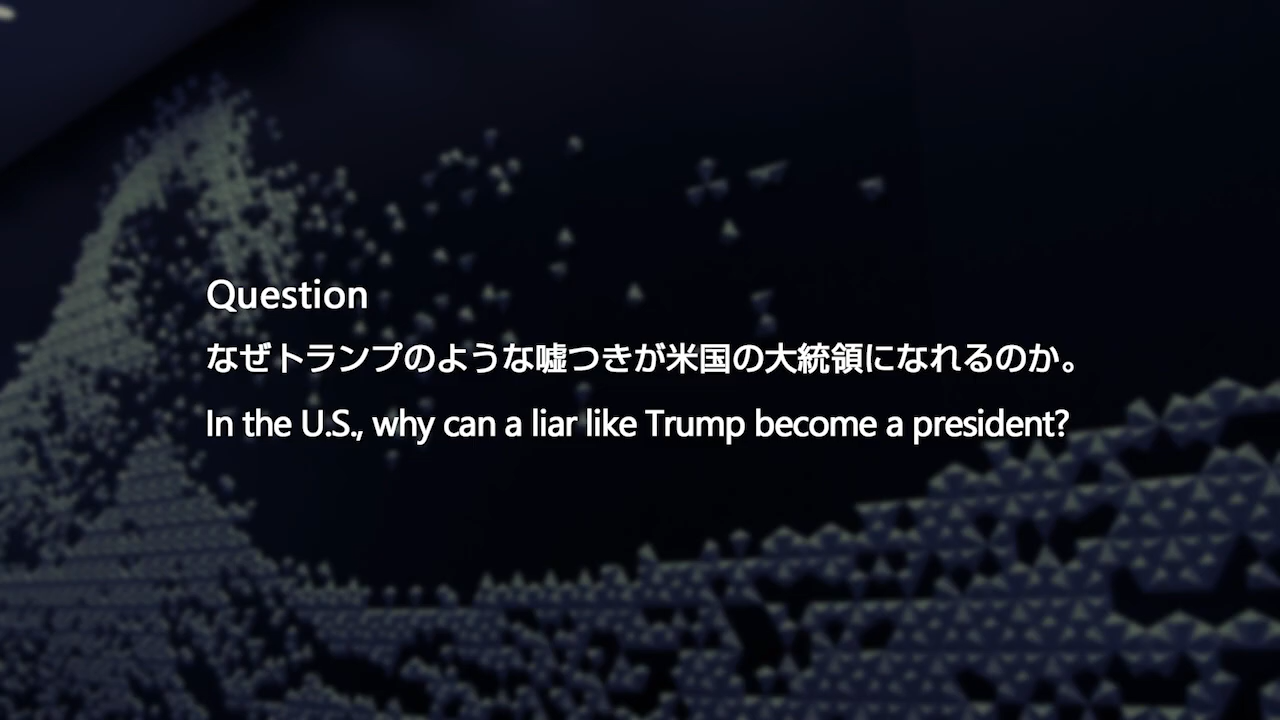 Question
なぜトランプのような嘘つきが米国の大統領になれるのか。
In the U.S., why can a liar like Trump become a president?